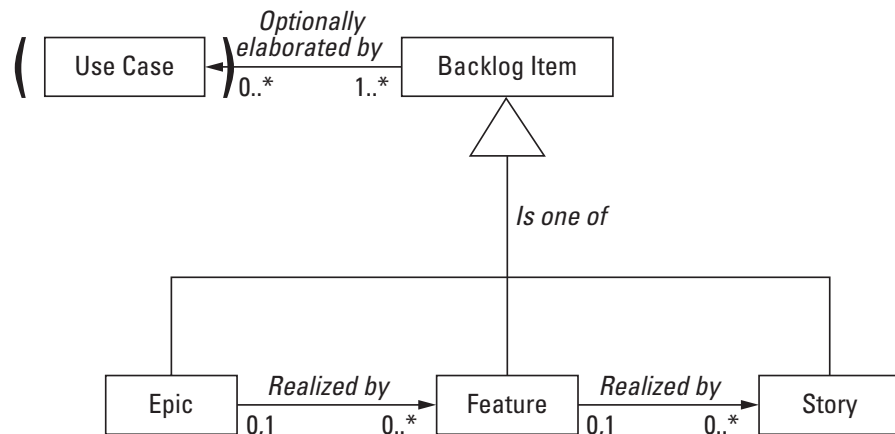 Optionally
elaborated by
( Use Case )
Backlog Item
0..*
1..*
Is one of
Realized by
Realized by
Epic
Feature
Story
0,1
0..*
0,1
0..*